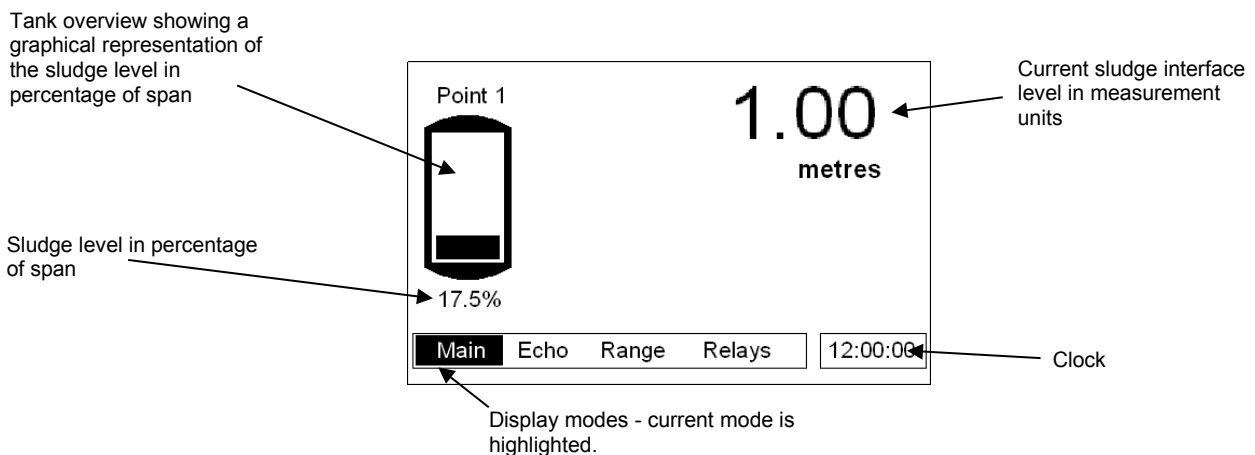 Tank overview showing a
graphical representation of
the sludge level in
percentage of span
Point 1
1.00
metres
Current sludge interface
level in measurement
units
Sludge level in percentage
of span
17.5%
Main Echo Range Relays
12:00:00
Clock
Display modes - current mode is
highlighted.